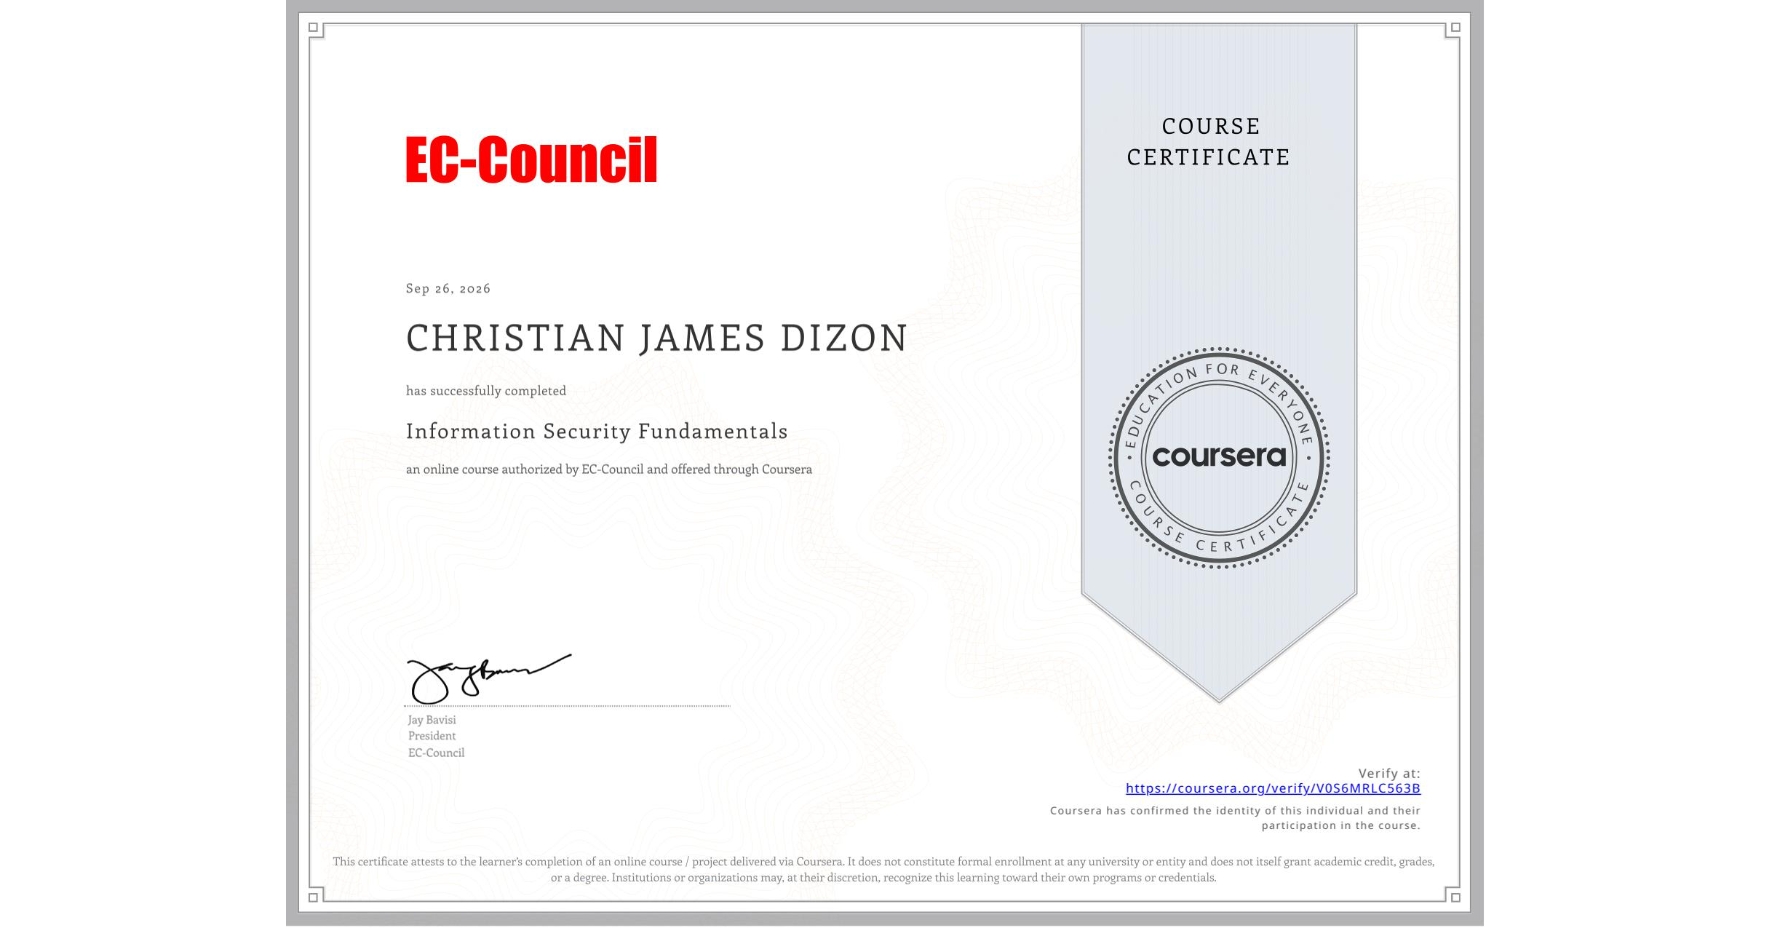 EC-Council
COURSE
CERTIFICATE
Sep 26, 2026
CHRISTIAN JAMES DIZON
has successfully completed
Information Security Fundamentals
an online course authorized by EC-Council and offered through Coursera
EDUCATION FOR EVERYONE
coursera
COURSE CERTIFICATE
Jay Bavisi
President
EC-Council
Verify at:
https://coursera.org/verify/V0S6MRLC563B
Coursera has confirmed the identity of this individual and their
participation in the course.
This certificate attests to the learner's completion of an online course / project delivered via Coursera. It does not constitute formal enrollment at any university or entity and does not itself grant academic credit, grades,
or a degree. Institutions or organizations may, at their discretion, recognize this learning toward their own programs or credentials.